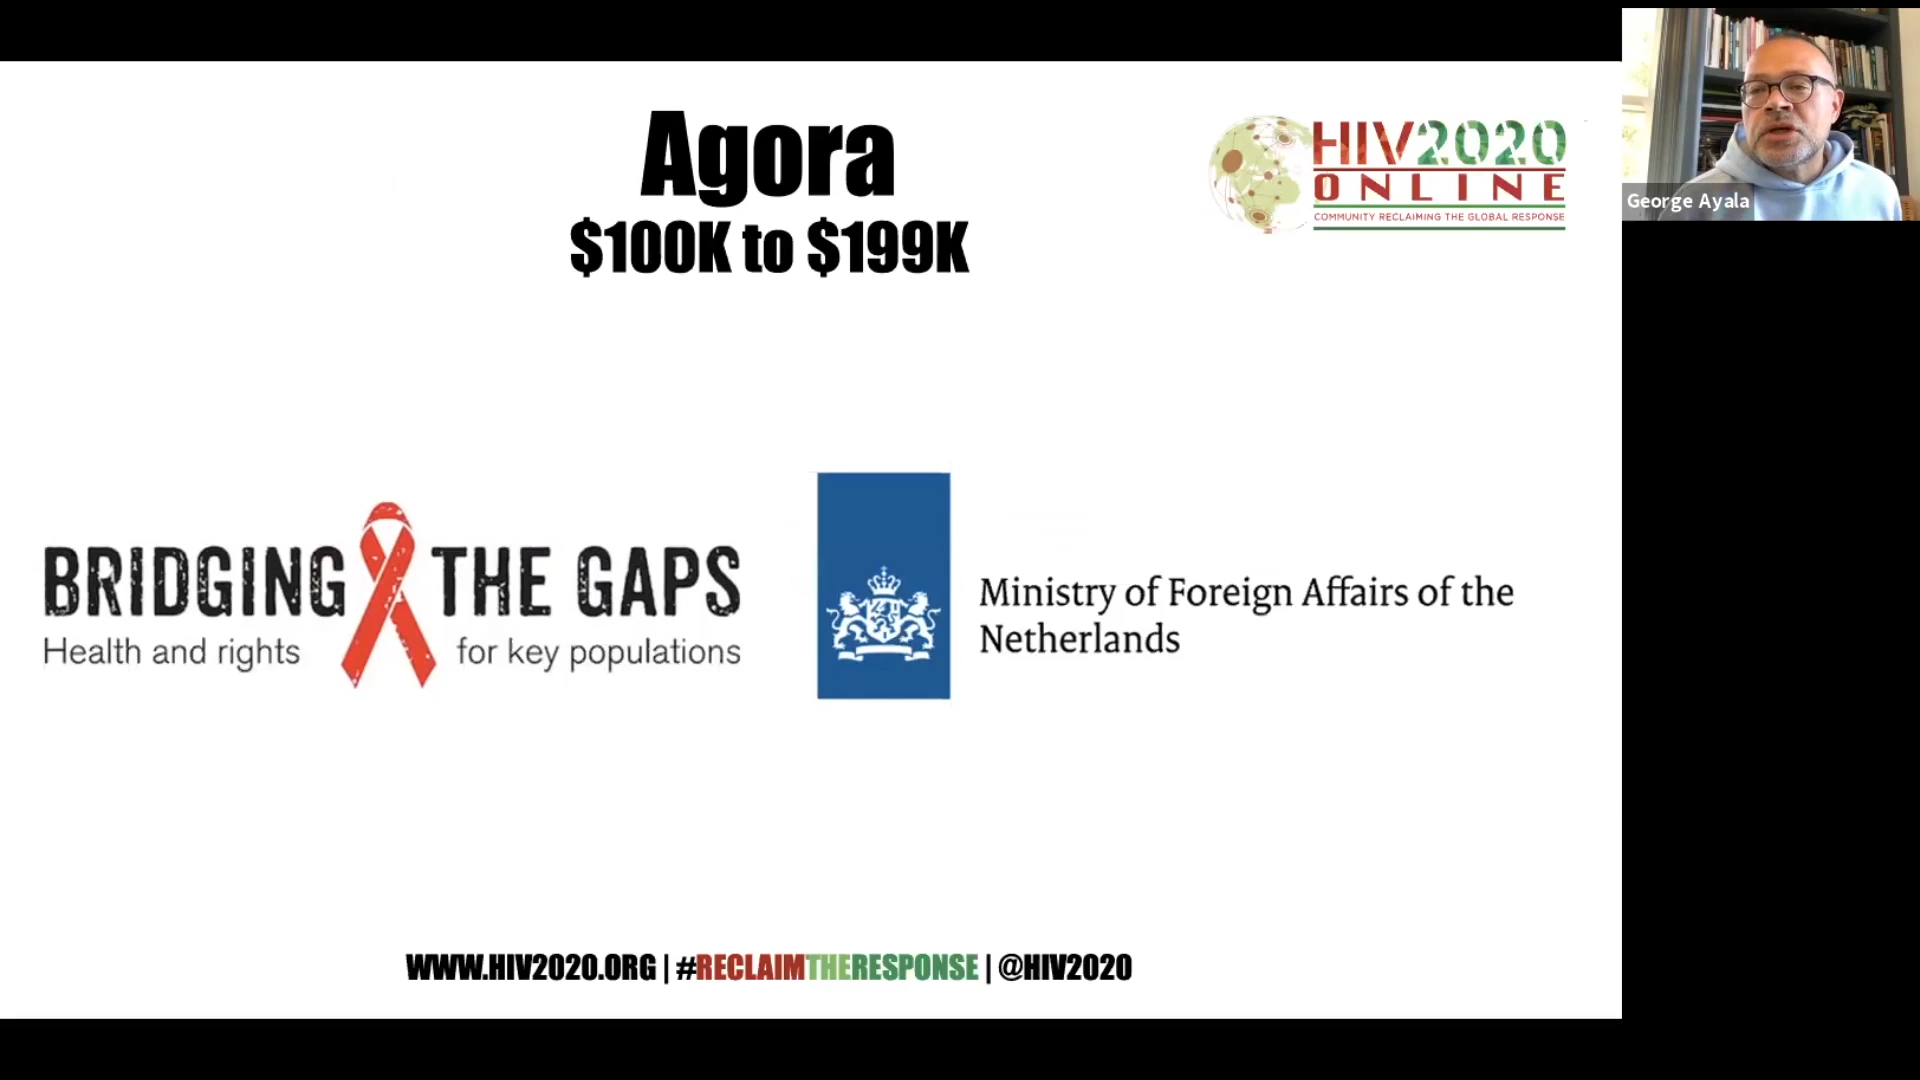 Agora
$100K to $199K
HIV2020
ONLINE
COMMUNITY RECLAIMING THE GLOBAL RESPONSE
George Ayala
BRIDGING THE GAPS
Health and rights for key populations
Ministry of Foreign Affairs of the
Netherlands
WWW.HIV2020.ORG | #RECLAIMTHERESPONSE | @HIV2020